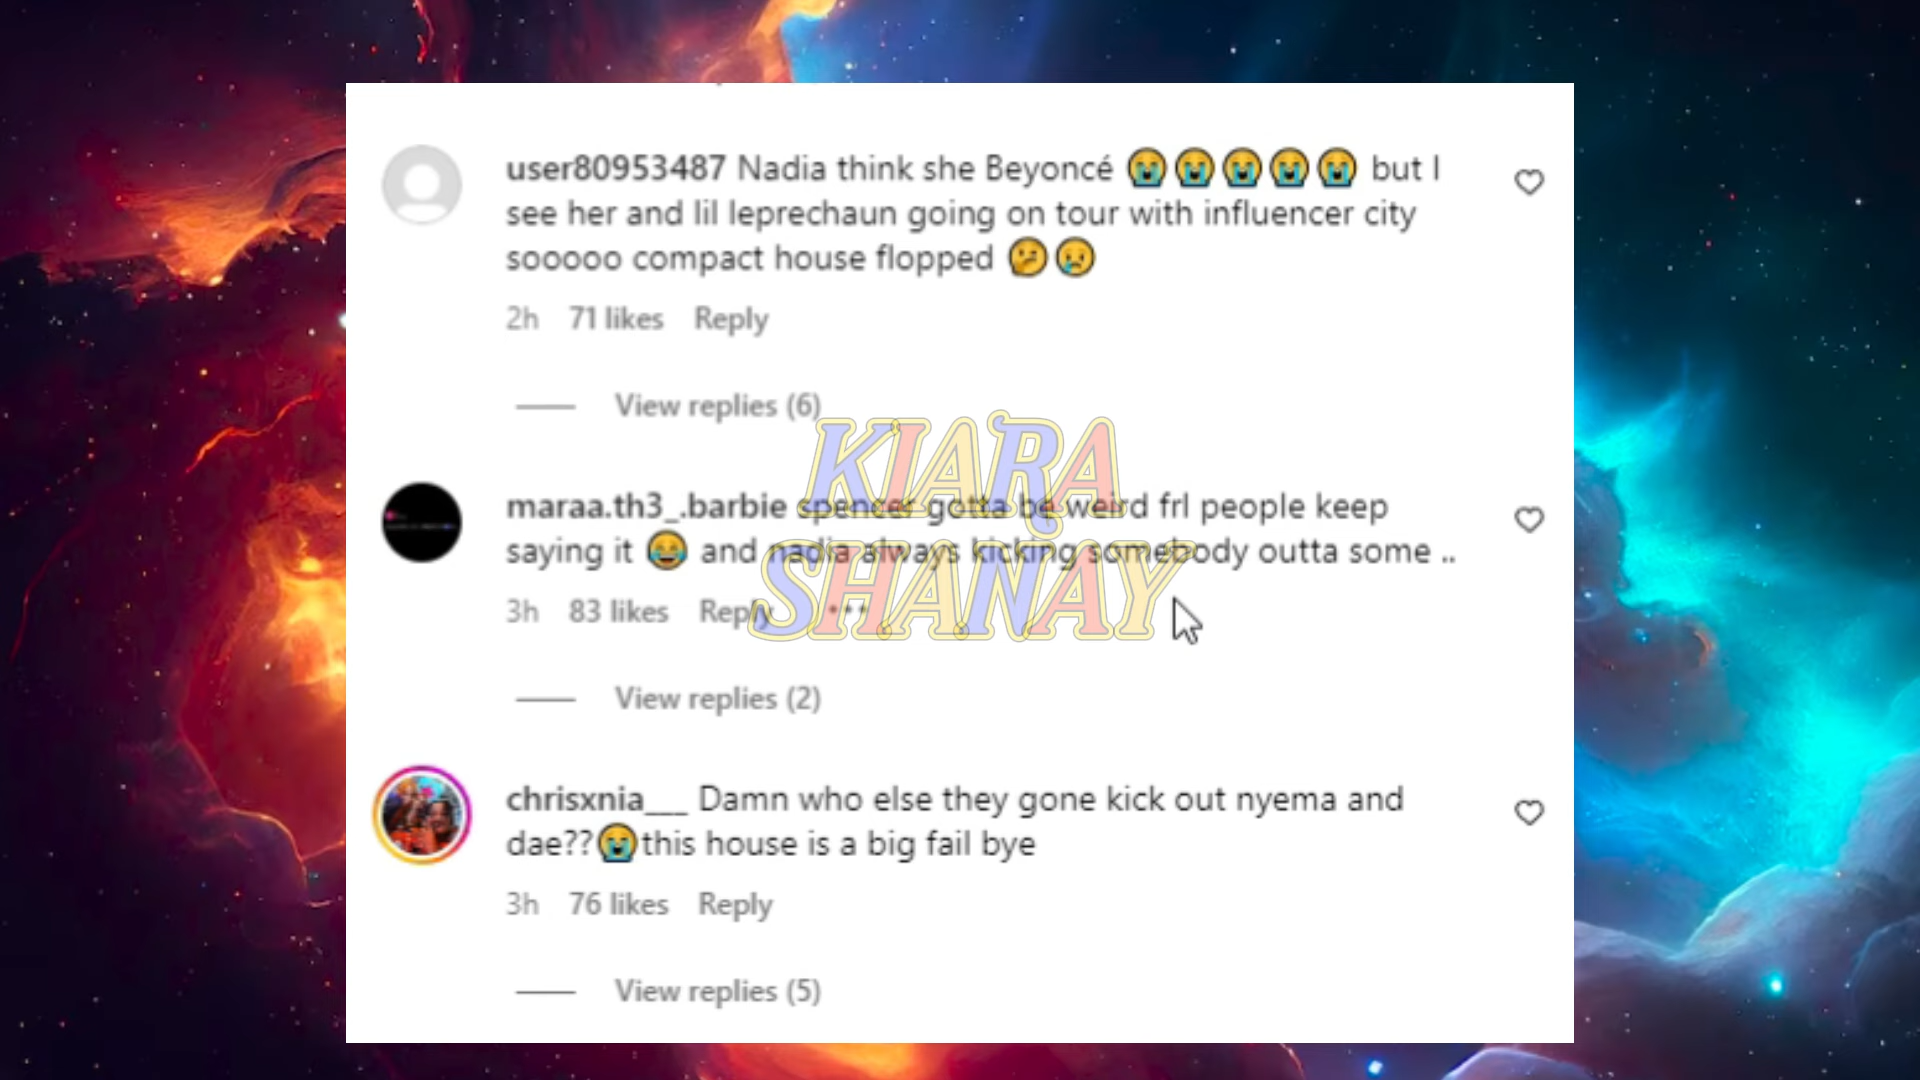 user80953487 Nadia think she Beyoncé 😭😭😭😭😭 but I
see her and lil leprechaun going on tour with influencer city
sooooo compact house flopped 🤔😢
2h 71 likes Reply
View replies (6)
KIARA
SHANAY
maraa.th3_.barbie spencer gotta be weird frl people keep
saying it 😂 and nadia always kicking somebody outta some ..
3h 83 likes Reply ...
View replies (2)
chrisxnia___ Damn who else they gone kick out nyema and
dae??😭this house is a big fail bye
3h 76 likes Reply
View replies (5)